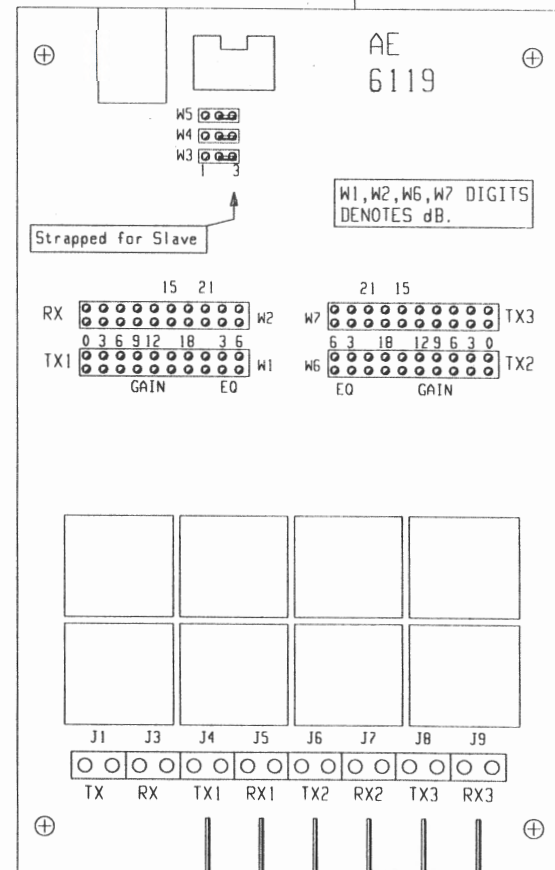 AE
6119
W5
W4
W3
1 3
W1,W2,W6,W7 DIGITS
DENOTES dB.
Strapped for Slave
15 21
RX W2
0 3 6 9 12 18 3 6
TX1 W1
GAIN EQ
21 15
W7 TX3
6 3 18 12 9 6 3 0
W6 TX2
EQ GAIN
J1 J3 J4 J5 J6 J7 J8 J9
TX RX TX1 RX1 TX2 RX2 TX3 RX3